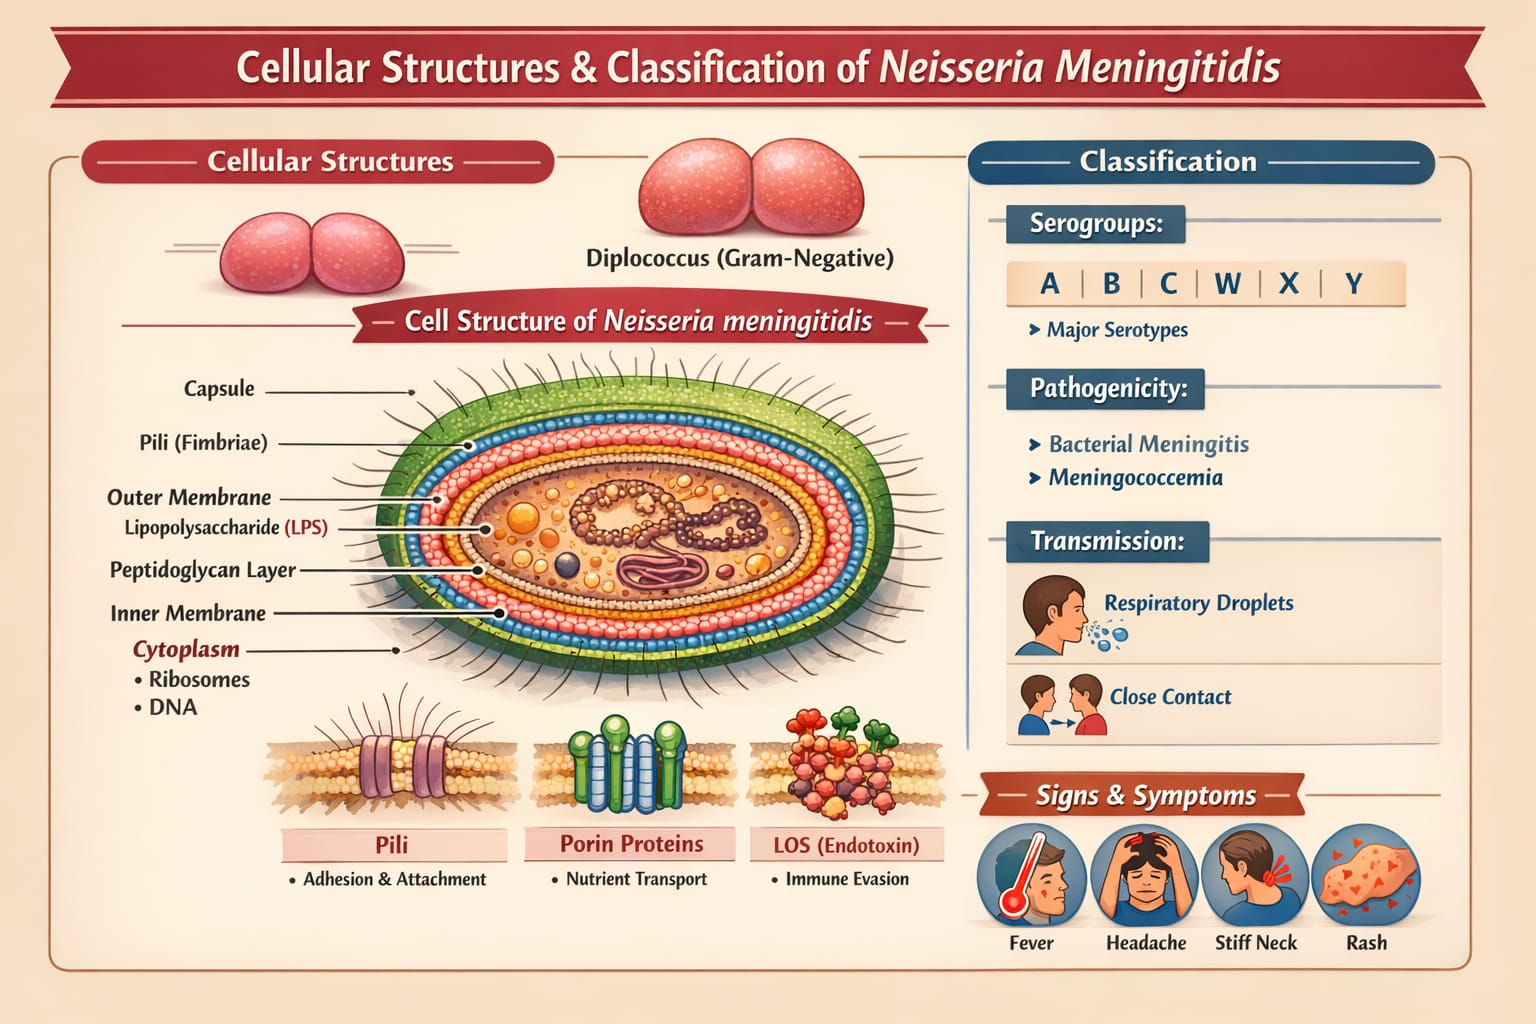 Cellular Structures & Classification of Neisseria Meningitidis
Cellular Structures
Diplococcus (Gram-Negative)
Cell Structure of Neisseria meningitidis
Capsule
Pili (Fimbriae)
Outer Membrane
Lipopolysaccharide (LPS)
Peptidoglycan Layer
Inner Membrane
Cytoplasm
• Ribosomes
• DNA
Pili
• Adhesion & Attachment
Porin Proteins
• Nutrient Transport
LOS (Endotoxin)
• Immune Evasion
Classification
Serogroups:
A | B | C | W | X | Y
➤ Major Serotypes
Pathogenicity:
➤ Bacterial Meningitis
➤ Meningococcemia
Transmission:
Respiratory Droplets
Close Contact
Signs & Symptoms
Fever
Headache
Stiff Neck
Rash